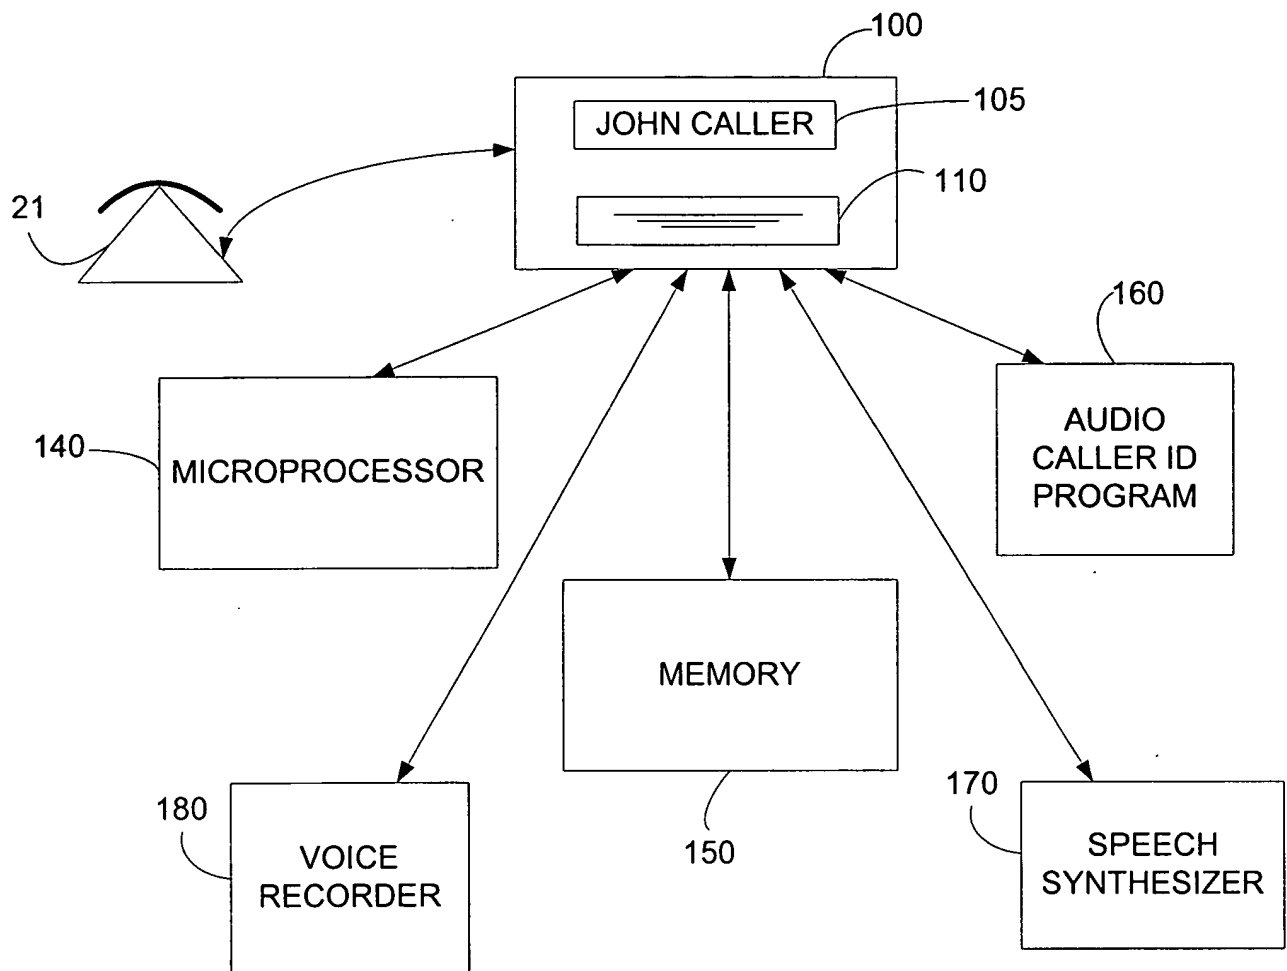 100
JOHN CALLER
105
110
21
160
AUDIO
CALLER ID
PROGRAM
140
MICROPROCESSOR
MEMORY
150
180
VOICE
RECORDER
170
SPEECH
SYNTHESIZER